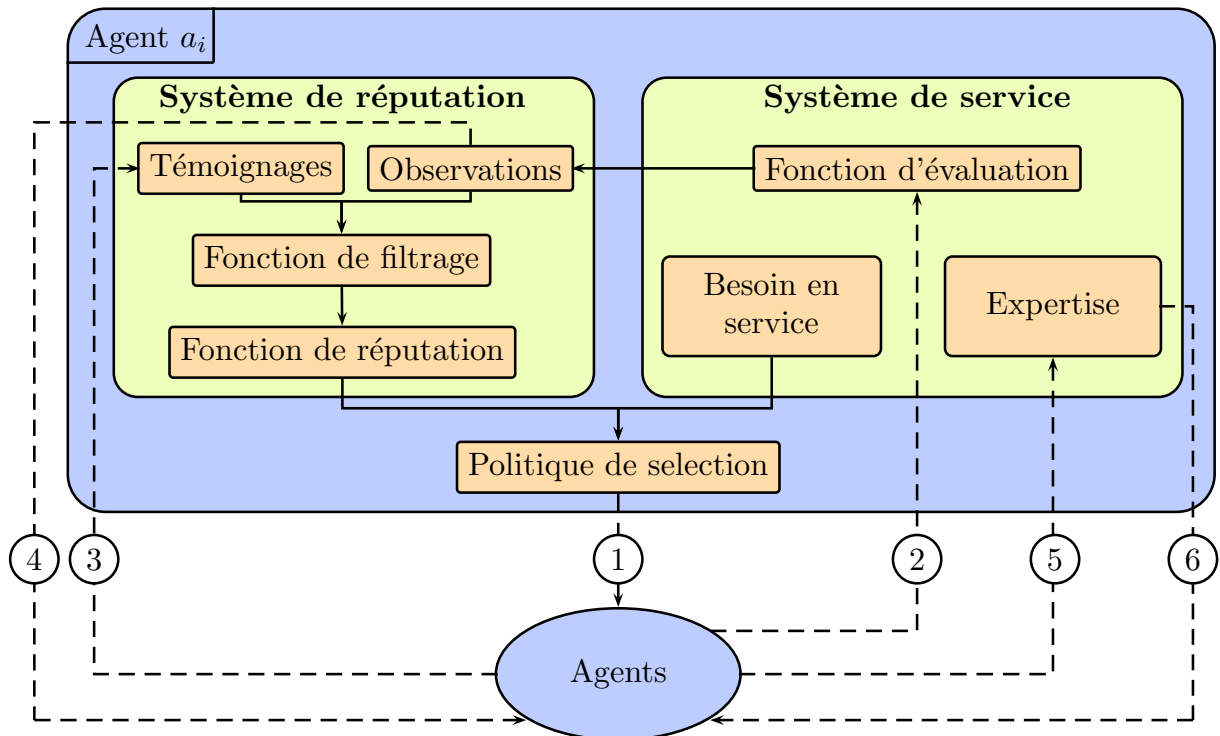 Agent aᵢ
Système de réputation
Système de service
Témoignages
Observations
Fonction d'évaluation
Fonction de filtrage
Besoin en
service
Expertise
Fonction de réputation
Politique de selection
4
3
1
2
5
6
Agents